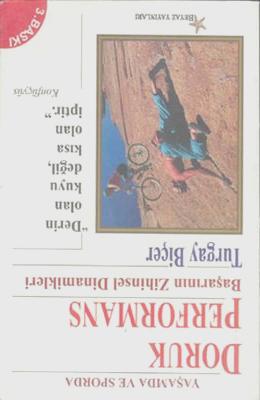 YAŞAMDA VE SPORDA
DORUK
PERFORMANS
Başarının Zihinsel Dinamikleri
Turgay Biçer
"Derin
olan
kuyu
değil,
kısa
olan
iptir."
Konfüçyüs
BEYAZ YAYINLARI
3. BASKI